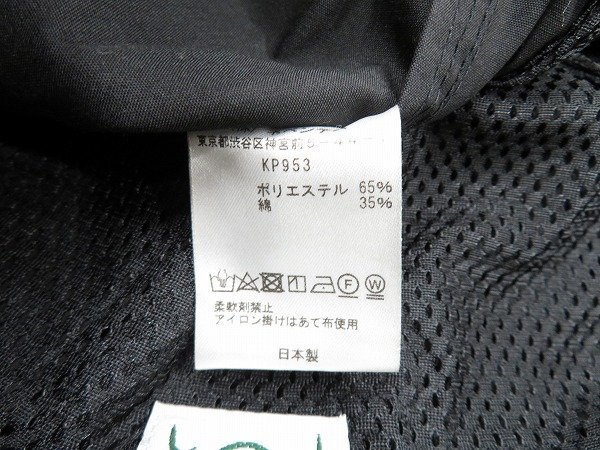 東京都渋谷区神宮前
KP953
ポリエステル 65%
綿 35%
柔軟剤禁止
アイロン掛けはあて布使用
日本製